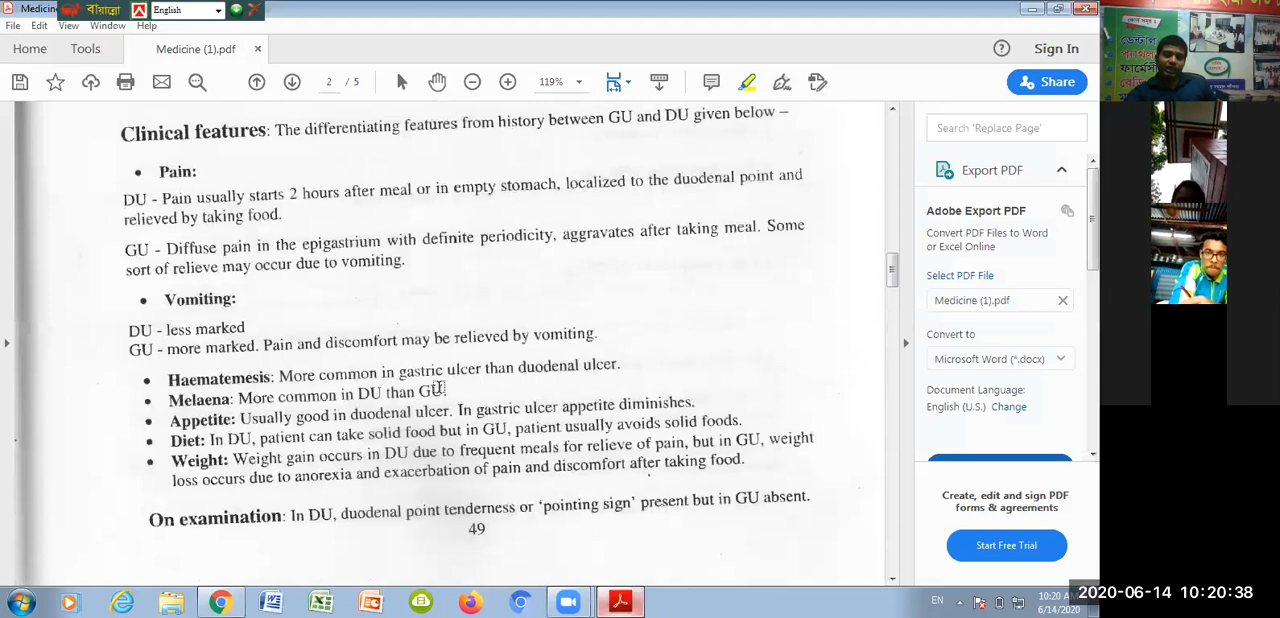 Medicin
বায়ান্নো
English
File Edit View Window Help
Home Tools Medicine (1).pdf × Sign In
2 / 5 119% Share
Clinical features: The differentiating features from history between GU and DU given below –
• Pain:
DU - Pain usually starts 2 hours after meal or in empty stomach, localized to the duodenal point and
relieved by taking food.
GU - Diffuse pain in the epigastrium with definite periodicity, aggravates after taking meal. Some
sort of relieve may occur due to vomiting.
• Vomiting:
DU - less marked
GU - more marked. Pain and discomfort may be relieved by vomiting.
• Haematemesis: More common in gastric ulcer than duodenal ulcer.
• Melaena: More common in DU than GU.
• Appetite: Usually good in duodenal ulcer. In gastric ulcer appetite diminishes.
• Diet: In DU, patient can take solid food but in GU, patient usually avoids solid foods.
• Weight: Weight gain occurs in DU due to frequent meals for relieve of pain, but in GU, weight
loss occurs due to anorexia and exacerbation of pain and discomfort after taking food.
On examination: In DU, duodenal point tenderness or ‘pointing sign’ present but in GU absent.
49
Search 'Replace Page'
Export PDF
Adobe Export PDF
Convert PDF Files to Word
or Excel Online
Select PDF File
Medicine (1).pdf
Convert to
Microsoft Word (*.docx)
Document Language:
English (U.S.) Change
Create, edit and sign PDF
forms & agreements
Start Free Trial
ডেন্টাল
EN
10:20 AM
6/14/2020
2020-06-14 10:20:38